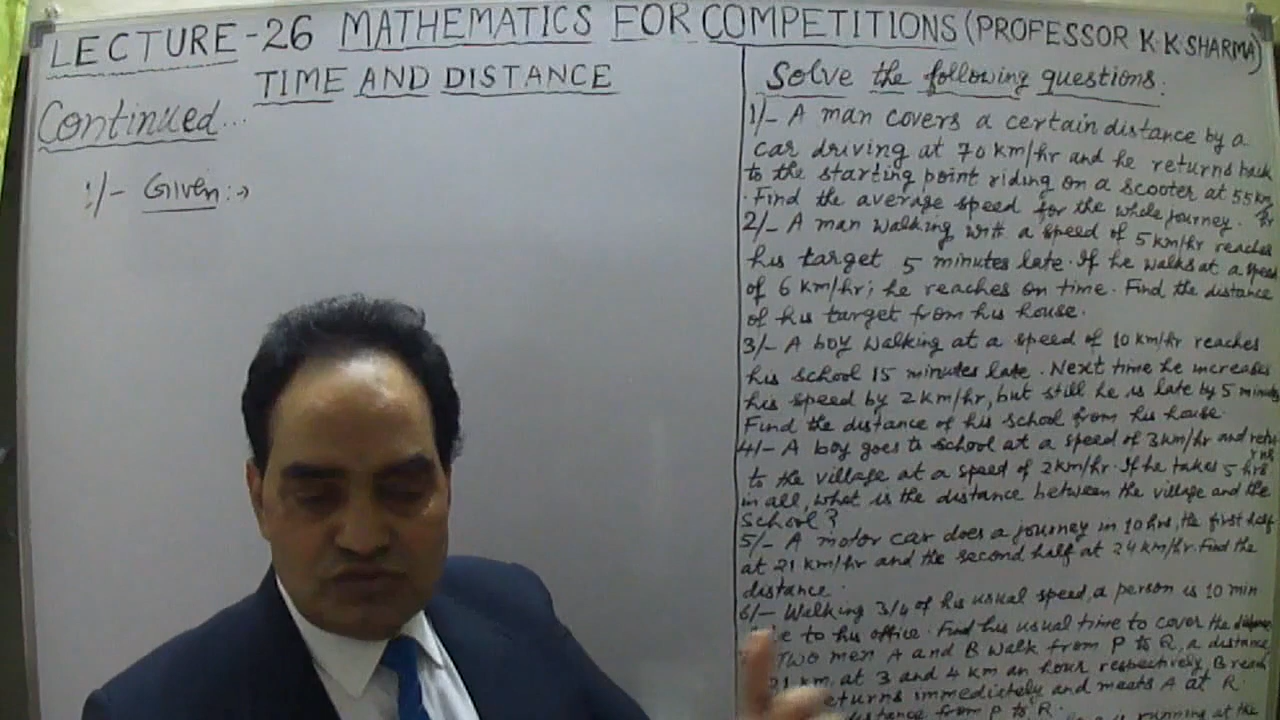 LECTURE-26 MATHEMATICS FOR COMPETITIONS (PROFESSOR K.K.SHARMA)
TIME AND DISTANCE
Continued...
1/- Given:→
Solve the following questions:
1/- A man covers a certain distance by a
car driving at 70 km/hr and he returns back
to the starting point riding on a scooter at 55 km/hr
. Find the average speed for the whole journey.
2/- A man walking with a speed of 5 km/hr reaches
his target 5 minutes late. If he walks at a speed
of 6 km/hr; he reaches on time. Find the distance
of his target from his house.
3/- A boy walking at a speed of 10 km/hr reaches
his school 15 minutes late. Next time he increases
his speed by 2 km/hr, but still he is late by 5 minutes
Find the distance of his school from his house.
4/- A boy goes to school at a speed of 3 km/hr and returns
to the village at a speed of 2 km/hr. If he takes 5 hrs
in all, what is the distance between the village and the
school?
5/- A motor car does a journey in 10 hrs, the first half
at 21 km/hr and the second half at 24 km/hr. Find the
distance.
6/- Walking 3/4 of his usual speed, a person is 10 min
to his office. Find his usual time to cover the distance
Two men A and B walk from P to Q, a distance
21 km, at 3 and 4 km an hour respectively. B reach
returns immediately and meets A at R.
distance from P to R.
is running at the